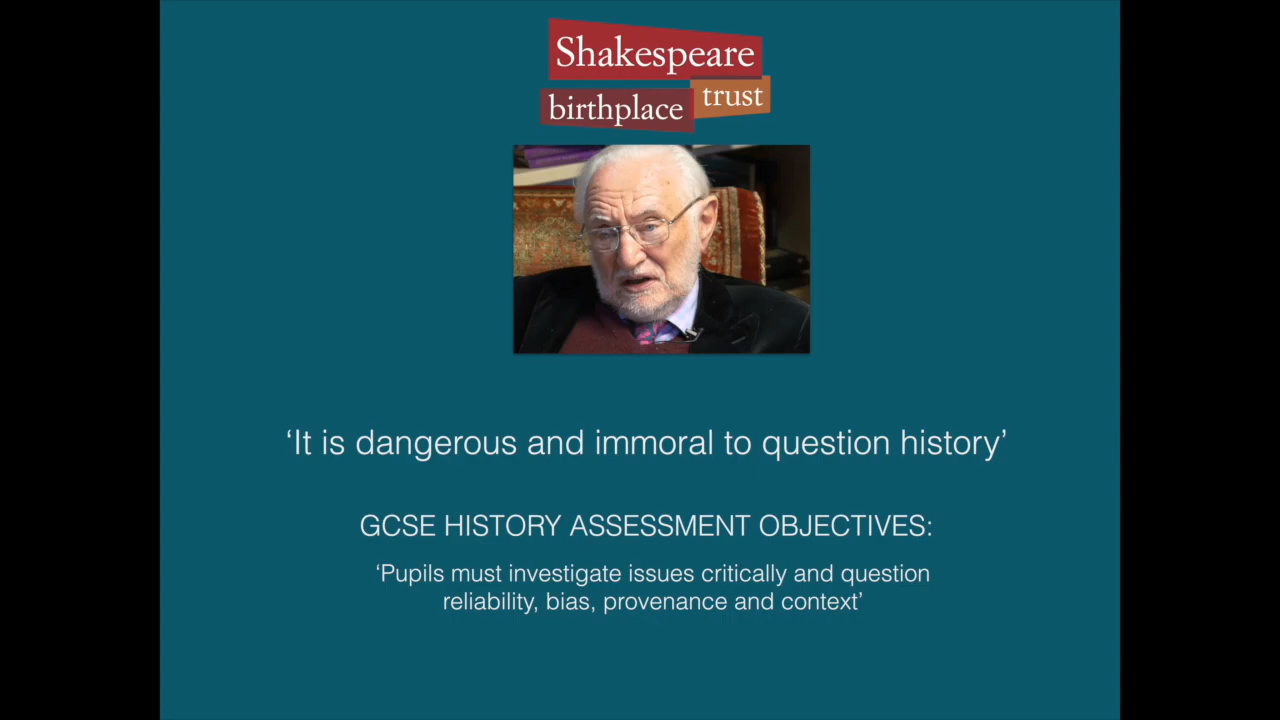 Shakespeare
birthplace trust
‘It is dangerous and immoral to question history’
GCSE HISTORY ASSESSMENT OBJECTIVES:
‘Pupils must investigate issues critically and question
reliability, bias, provenance and context’